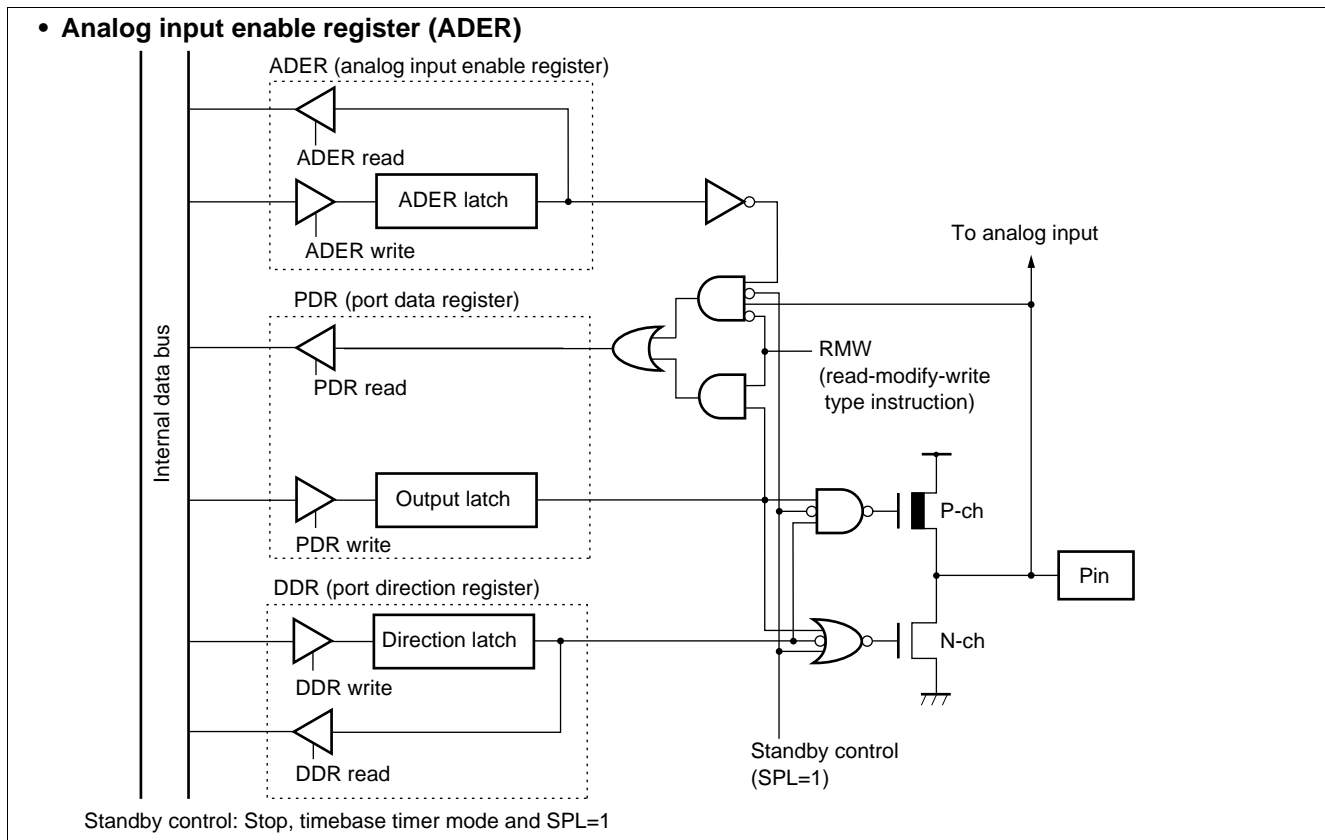 • Analog input enable register (ADER)
ADER (analog input enable register)
ADER read
ADER latch
ADER write
To analog input
PDR (port data register)
RMW
(read-modify-write
type instruction)
PDR read
Internal data bus
Output latch
P-ch
PDR write
Pin
DDR (port direction register)
Direction latch
N-ch
DDR write
Standby control
(SPL=1)
DDR read
Standby control: Stop, timebase timer mode and SPL=1